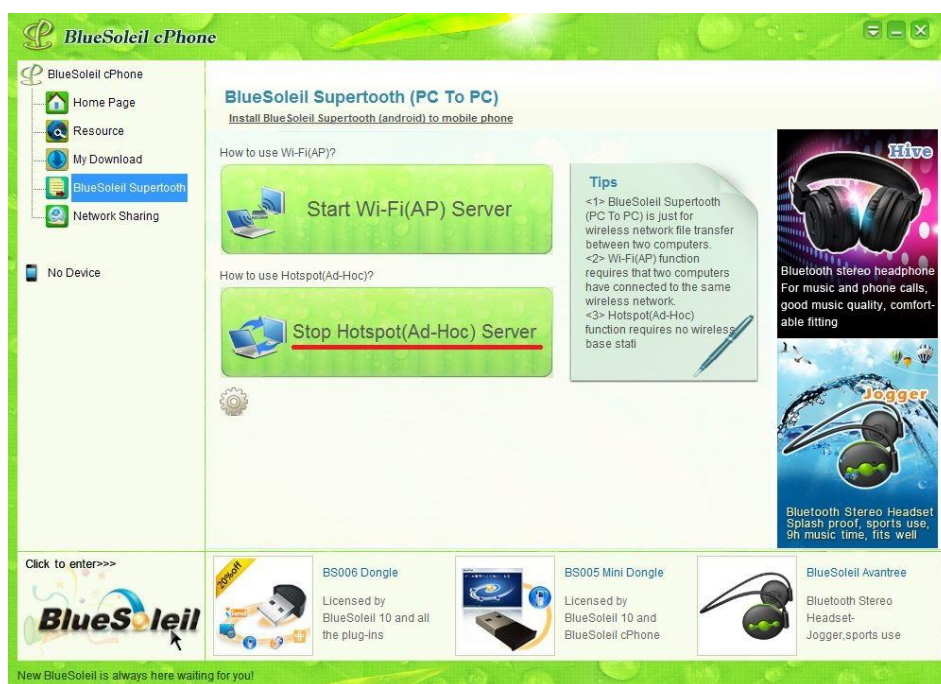 BlueSoleil cPhone
BlueSoleil cPhone
Home Page
Resource
My Download
BlueSoleil Supertooth
Network Sharing
No Device
BlueSoleil Supertooth (PC To PC)
Install BlueSoleil Supertooth (android) to mobile phone
How to use Wi-Fi(AP)?
Start Wi-Fi(AP) Server
How to use Hotspot(Ad-Hoc)?
Stop Hotspot(Ad-Hoc) Server
Tips
<1> BlueSoleil Supertooth
(PC To PC) is just for
wireless network file transfer
between two computers.
<2> Wi-Fi(AP) function
requires that two computers
have connected to the same
wireless network.
<3> Hotspot(Ad-Hoc)
function requires no wireless
base stati
Hive
Bluetooth stereo headphone
For music and phone calls,
good music quality, comfort-
able fitting
Jogger
Bluetooth Stereo Headset
Splash proof, sports use,
9h music time, fits well
Click to enter>>>
BlueSoleil
20%off
BS006 Dongle
Licensed by
BlueSoleil 10 and all
the plug-ins
BS005 Mini Dongle
Licensed by
BlueSoleil 10 and
BlueSoleil cPhone
BlueSoleil Avantree
Bluetooth Stereo
Headset-
Jogger,sports use
New BlueSoleil is always here waiting for you!